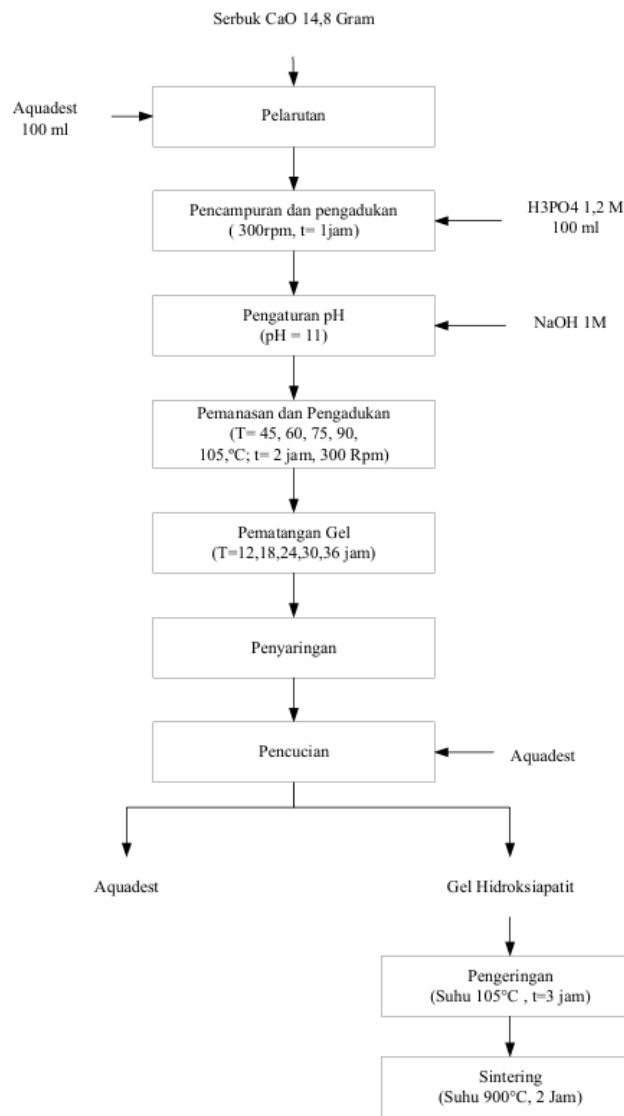 Serbuk CaO 14,8 Gram
Aquadest
100 ml
Pelarutan
Pencampuran dan pengadukan
( 300rpm, t= 1jam)
H3PO4 1,2 M
100 ml
Pengaturan pH
(pH = 11)
NaOH 1M
Pemanasan dan Pengadukan
(T= 45, 60, 75, 90,
105,ºC; t= 2 jam, 300 Rpm)
Pematangan Gel
(T=12,18,24,30,36 jam)
Penyaringan
Pencucian
Aquadest
Aquadest
Gel Hidroksiapatit
Pengeringan
(Suhu 105°C , t=3 jam)
Sintering
(Suhu 900°C, 2 Jam)